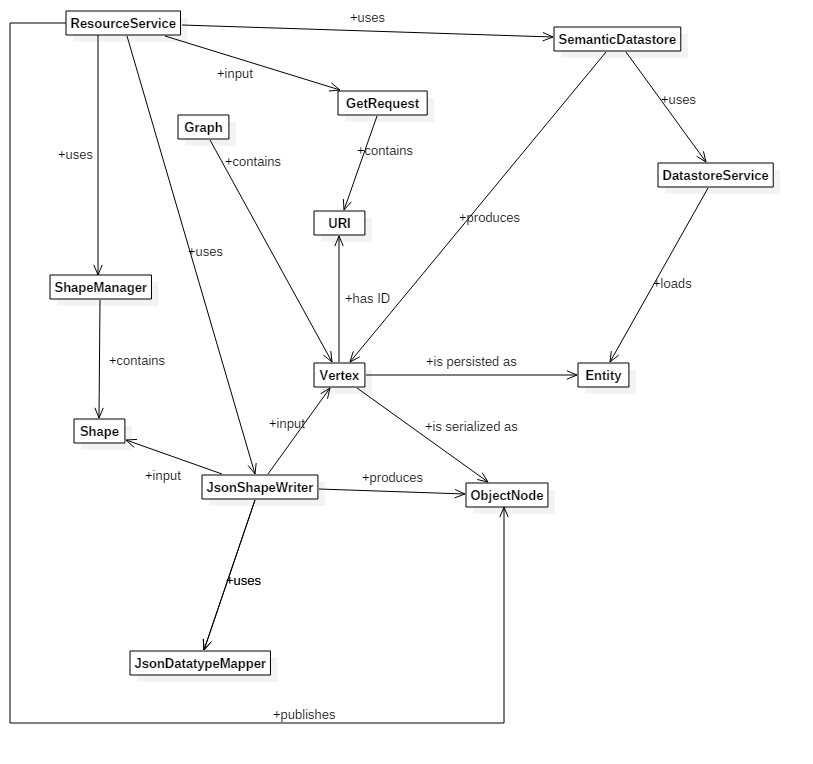 ResourceService
+uses
SemanticDatastore
+input
GetRequest
+uses
Graph
+uses
+contains
+contains
DatastoreService
URI
+produces
+uses
ShapeManager
+has ID
+loads
+contains
Vertex
+is persisted as
Entity
Shape
+input
+is serialized as
+input
JsonShapeWriter
+produces
ObjectNode
+uses
JsonDatatypeMapper
+publishes